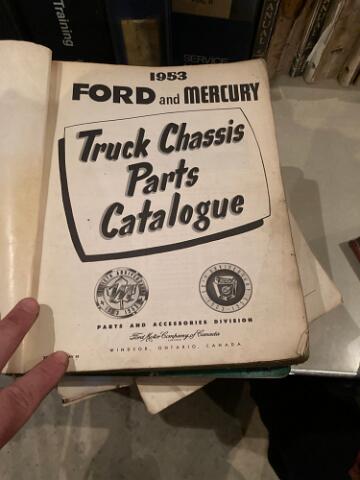 Training
SERVICE
1953
FORD and MERCURY
Truck Chassis
Parts
Catalogue
PARTS AND ACCESSORIES DIVISION
Ford Motor Company of Canada
WINDSOR, ONTARIO, CANADA